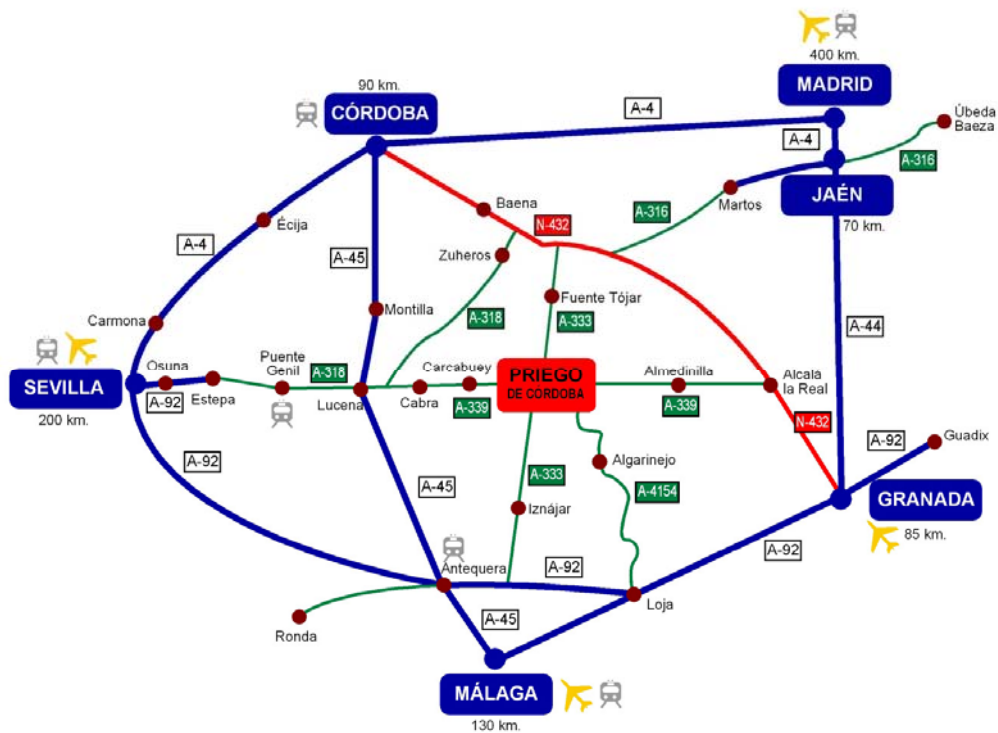 400 km.
MADRID
90 km.
CÓRDOBA
A-4
Úbeda
Baeza
A-4
A-316
JAÉN
70 km.
Martos
A-316
Baena
N-432
Écija
A-4
A-45
Zuheros
Montilla
Fuente Tójar
A-333
A-318
A-44
Carmona
Osuna
Puente
Genil
A-318
Carcabuey
PRIEGO
DE CÓRDOBA
Almedinilla
Alcala
la Real
SEVILLA
200 km.
A-92
Estepa
Lucena
Cabra
A-339
A-339
N-432
A-92
Guadix
A-92
A-45
A-333
Algarinejo
A-4154
Iznájar
GRANADA
85 km.
A-92
Antequera
A-92
Loja
A-45
Ronda
MÁLAGA
130 km.